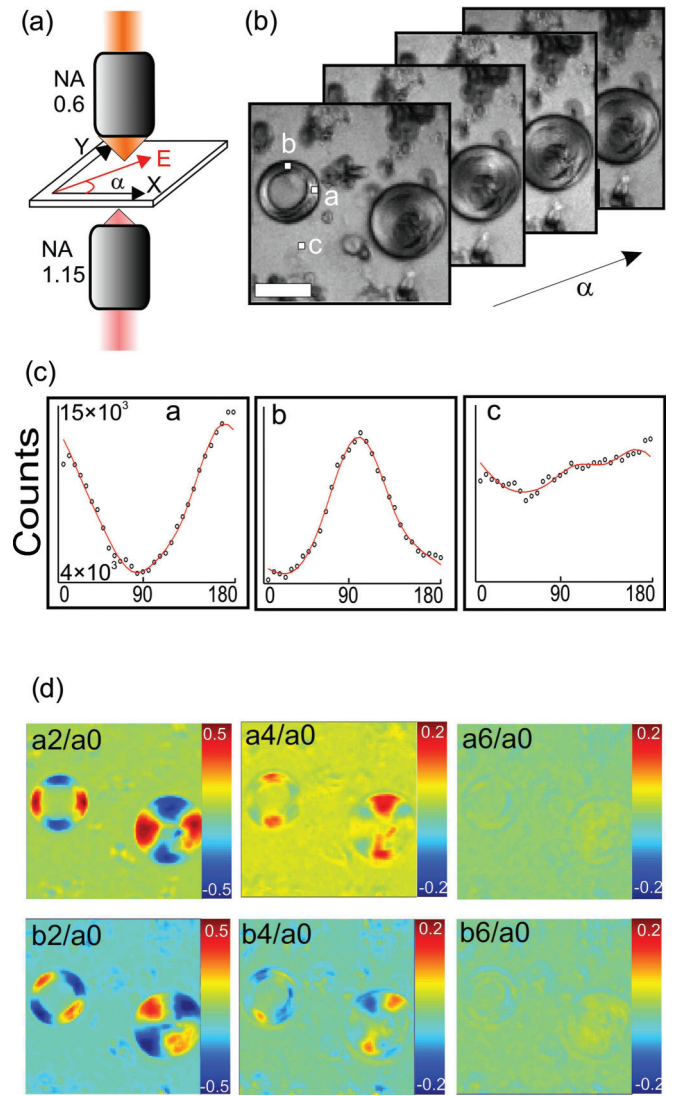 (a)
NA
0.6
Y
E
α
X
NA
1.15
(b)
b
a
c
α
(c)
Counts
15×10³
a
4×10³
0
90
180
b
0
90
180
c
0
90
180
(d)
a2/a0
0.5
-0.5
a4/a0
0.2
-0.2
a6/a0
0.2
-0.2
b2/a0
0.5
-0.5
b4/a0
0.2
-0.2
b6/a0
0.2
-0.2